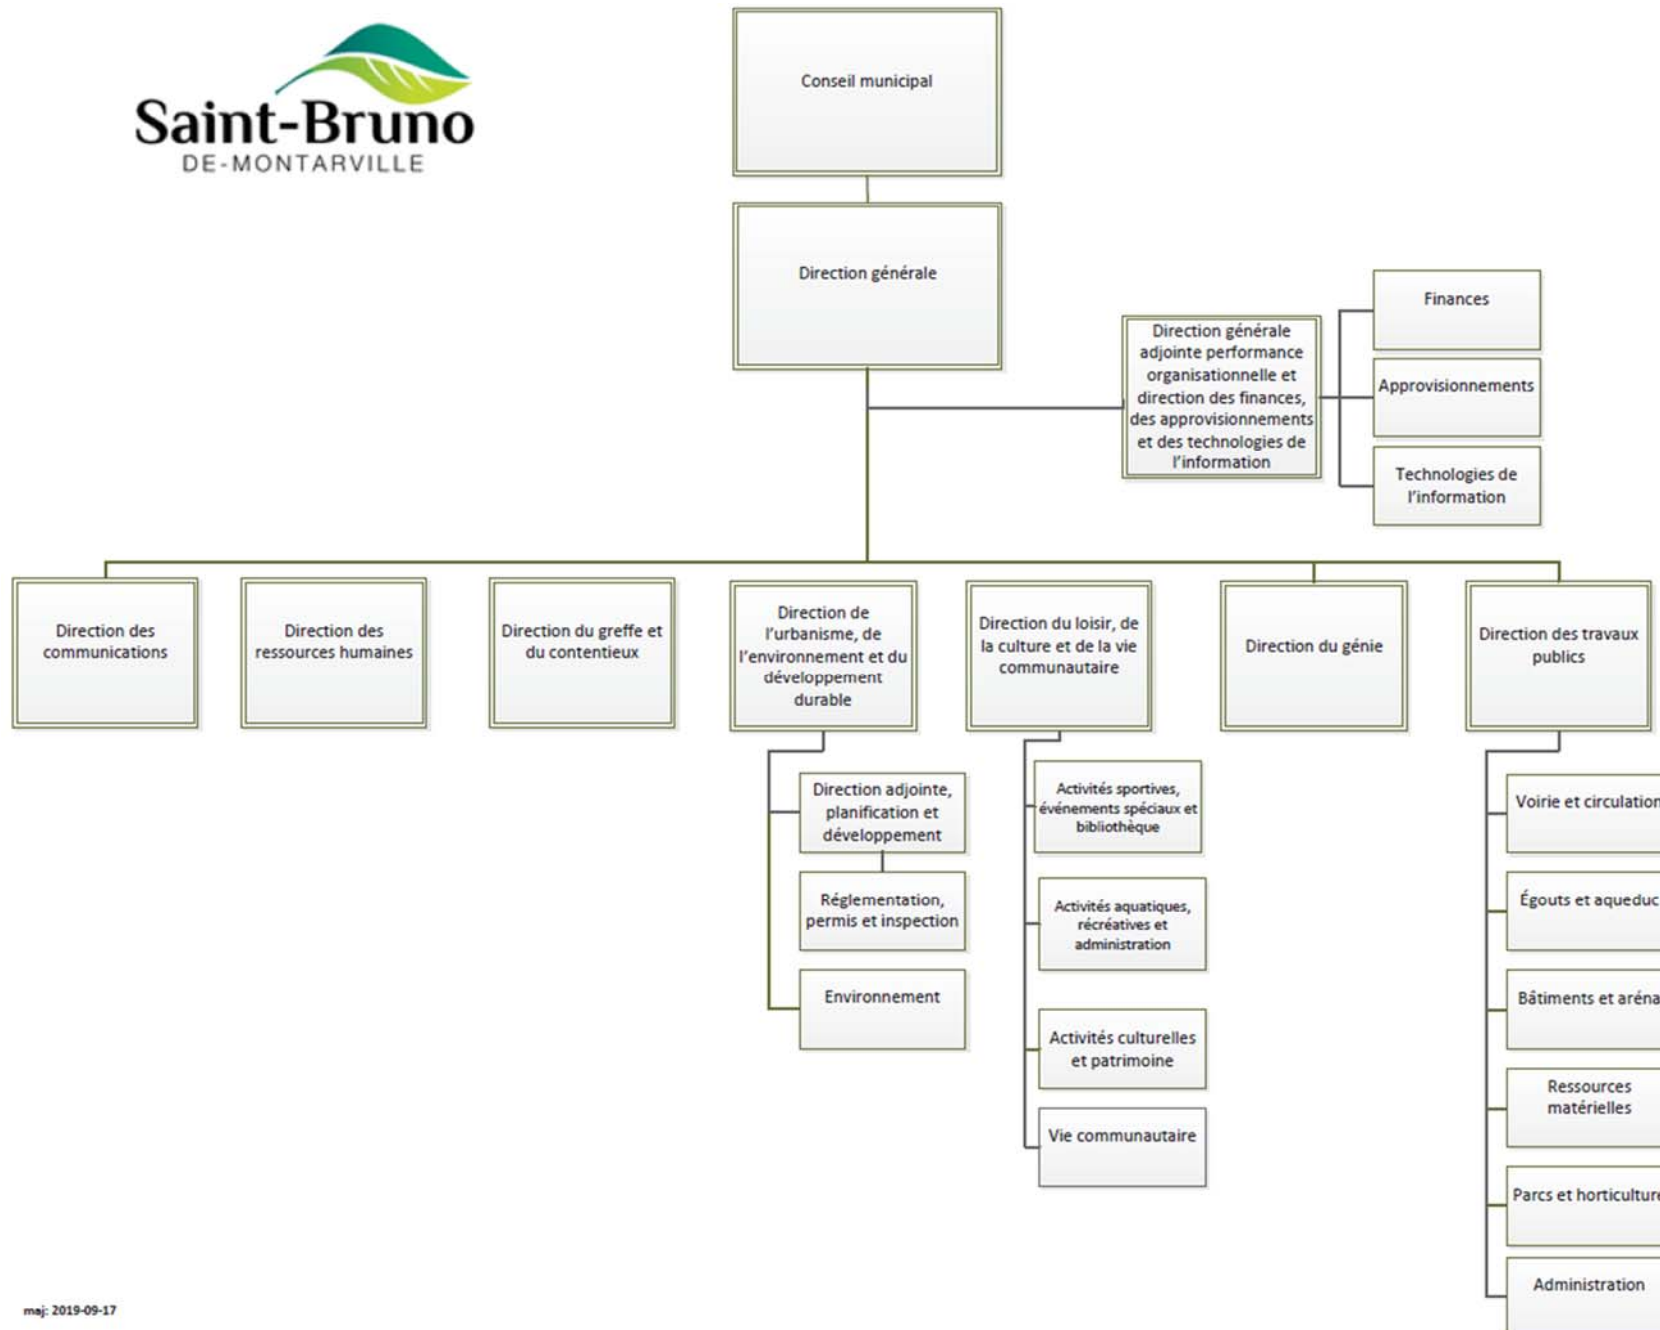 Saint-Bruno
DE-MONTARVILLE
Conseil municipal
Direction générale
Direction générale
adjointe performance
organisationnelle et
direction des finances,
des approvisionnements
et des technologies de
l'information
Finances
Approvisionnements
Technologies de
l'information
Direction des
communications
Direction des
ressources humaines
Direction du greffe et
du contentieux
Direction de
l'urbanisme, de
l'environnement et du
développement
durable
Direction du loisir, de
la culture et de la vie
communautaire
Direction du génie
Direction des travaux
publics
Direction adjointe,
planification et
développement
Réglementation,
permis et inspection
Environnement
Activités sportives,
événements spéciaux et
bibliothèque
Activités aquatiques,
récréatives et
administration
Activités culturelles
et patrimoine
Vie communautaire
Voirie et circulation
Égouts et aqueduc
Bâtiments et aréna
Ressources
matérielles
Parcs et horticulture
Administration
maj: 2019-09-17